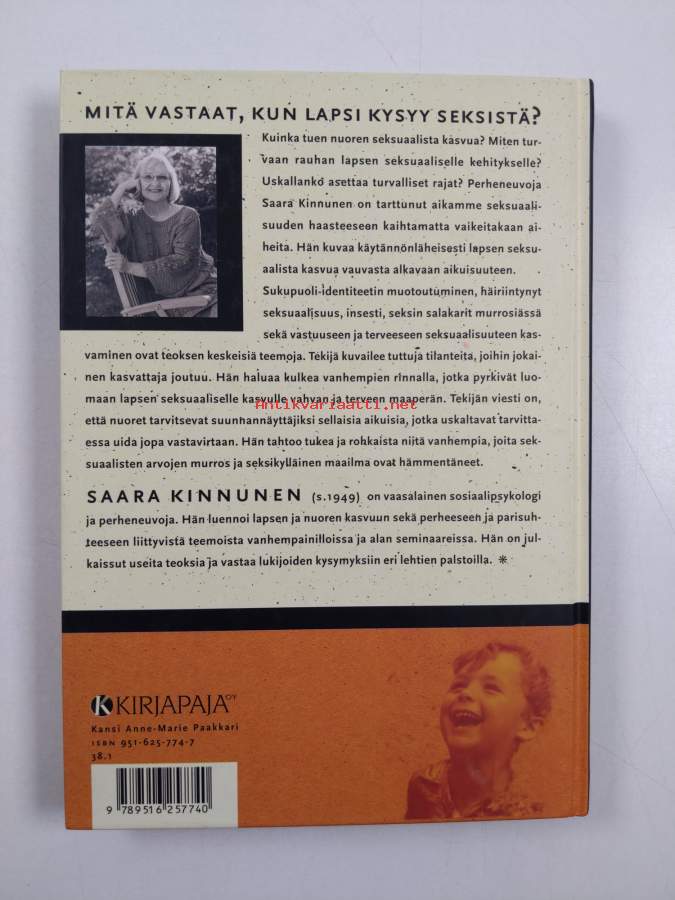 MITÄ VASTAAT, KUN LAPSI KYSYY SEKSISTÄ?
Kuinka tuen nuoren seksuaalista kasvua? Miten tur-
vaan rauhan lapsen seksuaaliselle kehitykselle?
Uskallanko asettaa turvalliset rajat? Perheneuvoja
Saara Kinnunen on tarttunut aikamme seksuaali-
suuden haasteeseen kaihtamatta vaikeitakaan ai-
heita. Hän kuvaa käytännönläheisesti lapsen seksu-
aalista kasvua vauvasta alkavaan aikuisuuteen.
Sukupuoli-identiteetin muotoutuminen, häiriintynyt
seksuaalisuus, insesti, seksin salakarit murrosiässä
sekä vastuuseen ja terveeseen seksuaalisuuteen kas-
vaminen ovat teoksen keskeisiä teemoja. Tekijä kuvailee tuttuja tilanteita, joihin jokai-
nen kasvattaja joutuu. Hän haluaa kulkea vanhempien rinnalla, jotka pyrkivät luo-
maan lapsen seksuaaliselle kasvulle vahvan ja terveen maaperän. Tekijän viesti on,
Antikvariaatti.net
että nuoret tarvitsevat suunhannäyttäjiksi sellaisia aikuisia, jotka uskaltavat tarvitta-
essa uida jopa vastavirtaan. Hän tahtoo tukea ja rohkaista niitä vanhempia, joita sek-
suaalisten arvojen murros ja seksikylläinen maailma ovat hämmentäneet.
SAARA KINNUNEN (s.1949) on vaasalainen sosiaalipsykologi
ja perheneuvoja. Hän luennoi lapsen ja nuoren kasvuun sekä perheeseen ja parisuh-
teeseen liittyvistä teemoista vanhempainilloissa ja alan seminaareissa. Hän on jul-
kaissut useita teoksia ja vastaa lukijoiden kysymyksiin eri lehtien palstoilla. ✳
K KIRJAPAJA OY
Kansi Anne-Marie Paakkari
ISBN 951-625-774-7
38.1
9 789516 257740